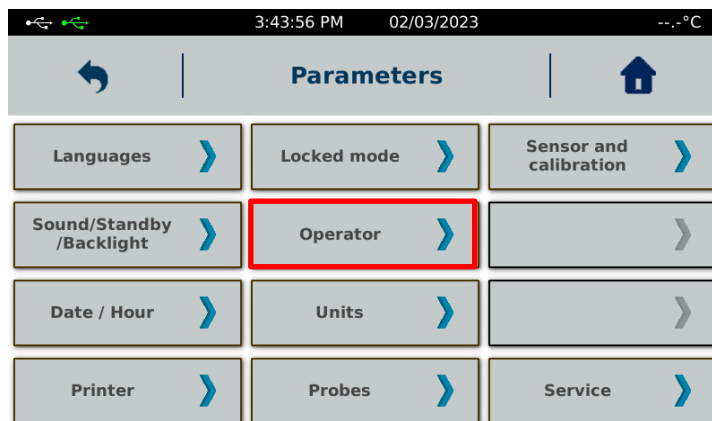 3:43:56 PM 02/03/2023 --.-°C
Parameters
Languages
Locked mode
Sensor and
calibration
Sound/Standby
/Backlight
Operator
Date / Hour
Units
Printer
Probes
Service